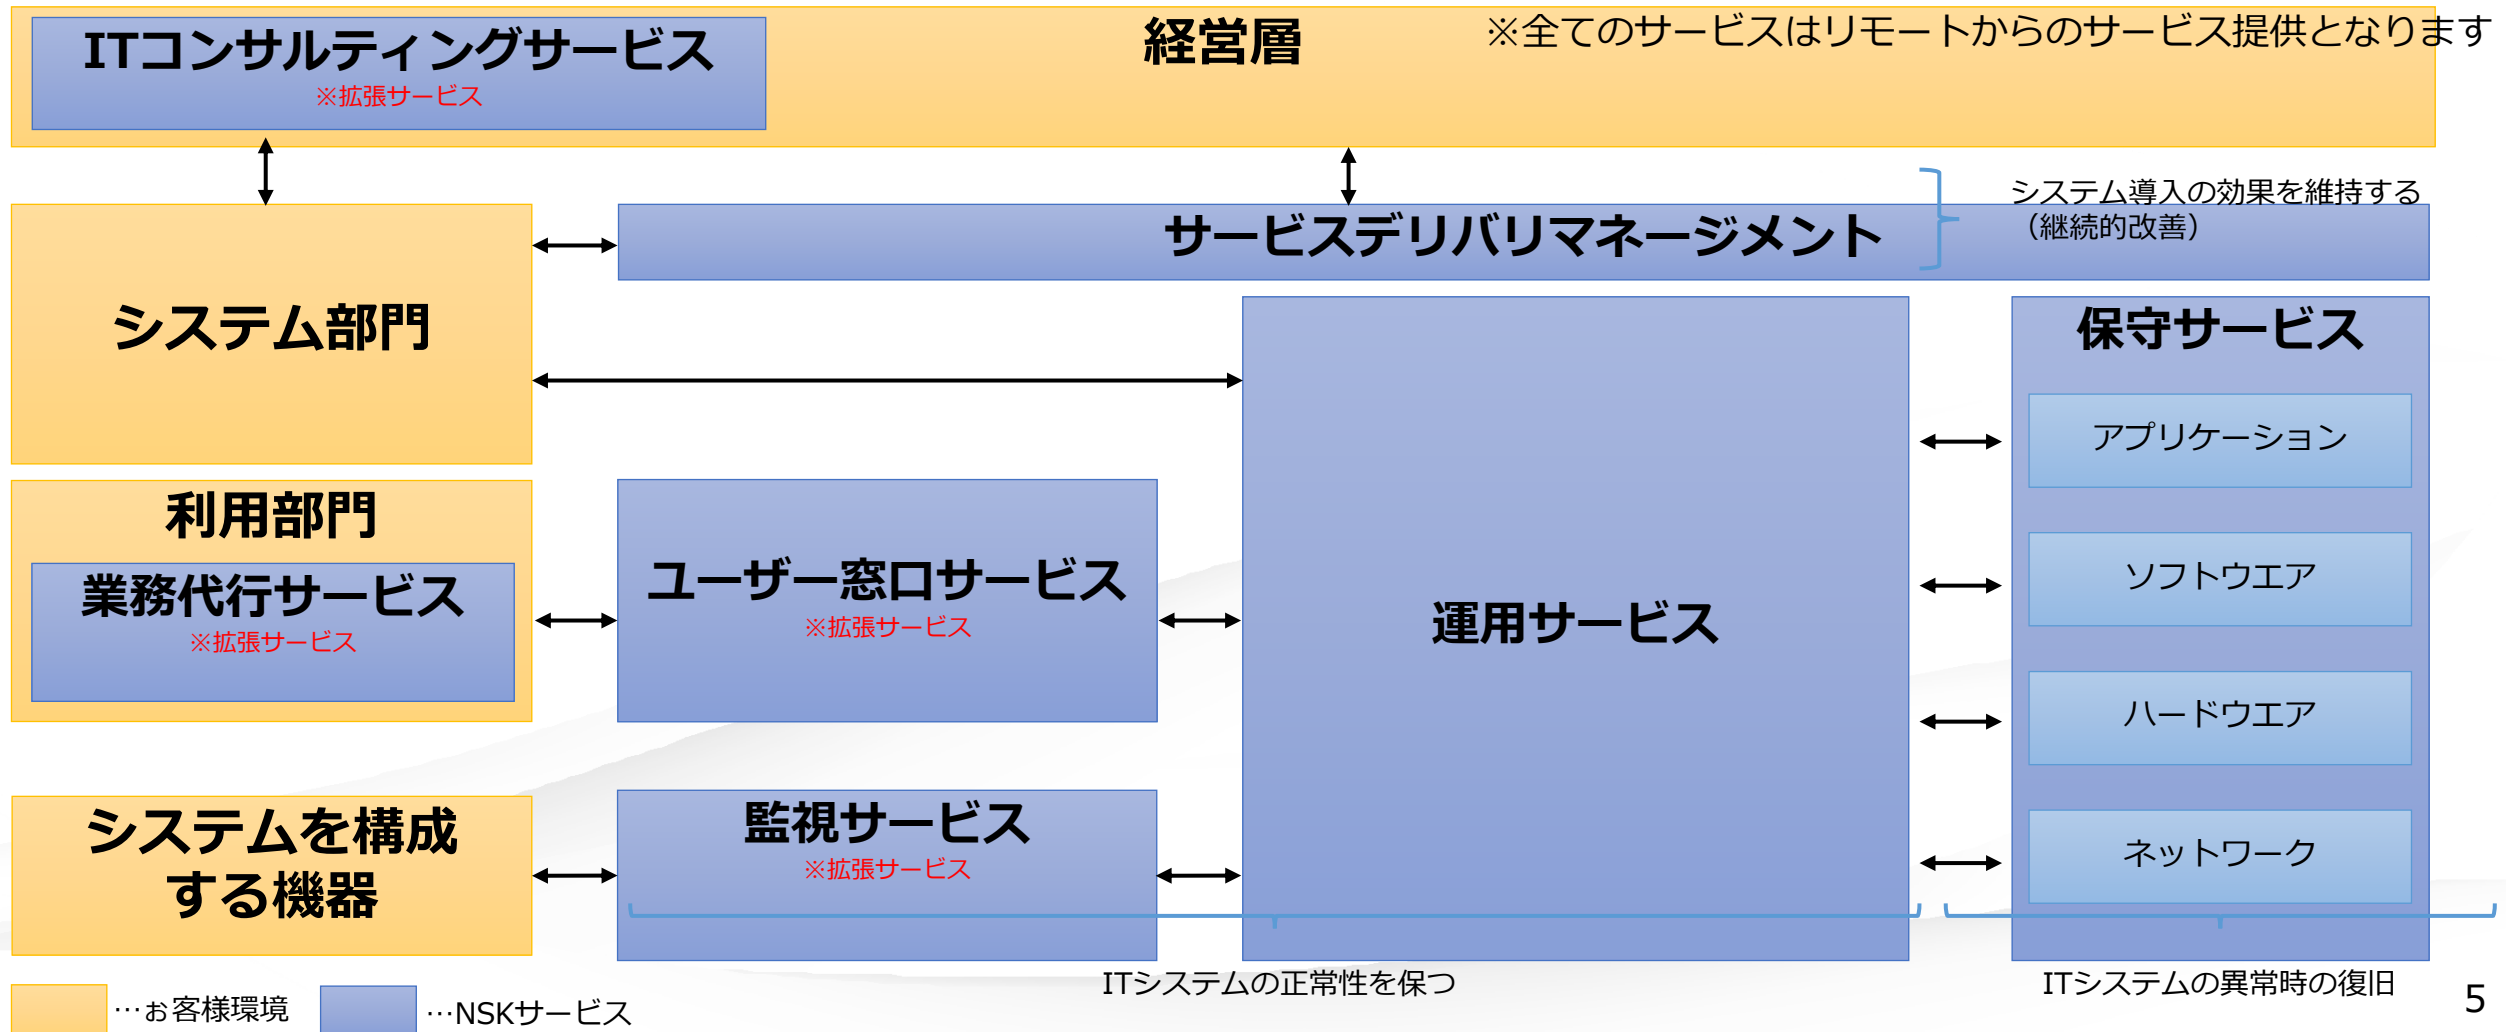 ITコンサルティングサービス
※拡張サービス
経営層
※全てのサービスはリモートからのサービス提供となります
システム導入の効果を維持する
（継続的改善）
サービスデリバリマネージメント
システム部門
保守サービス
アプリケーション
ソフトウエア
ハードウエア
ネットワーク
利用部門
業務代行サービス
※拡張サービス
ユーザー窓口サービス
※拡張サービス
運用サービス
システムを構成
する機器
監視サービス
※拡張サービス
ITシステムの正常性を保つ
ITシステムの異常時の復旧
…お客様環境
…NSKサービス
5